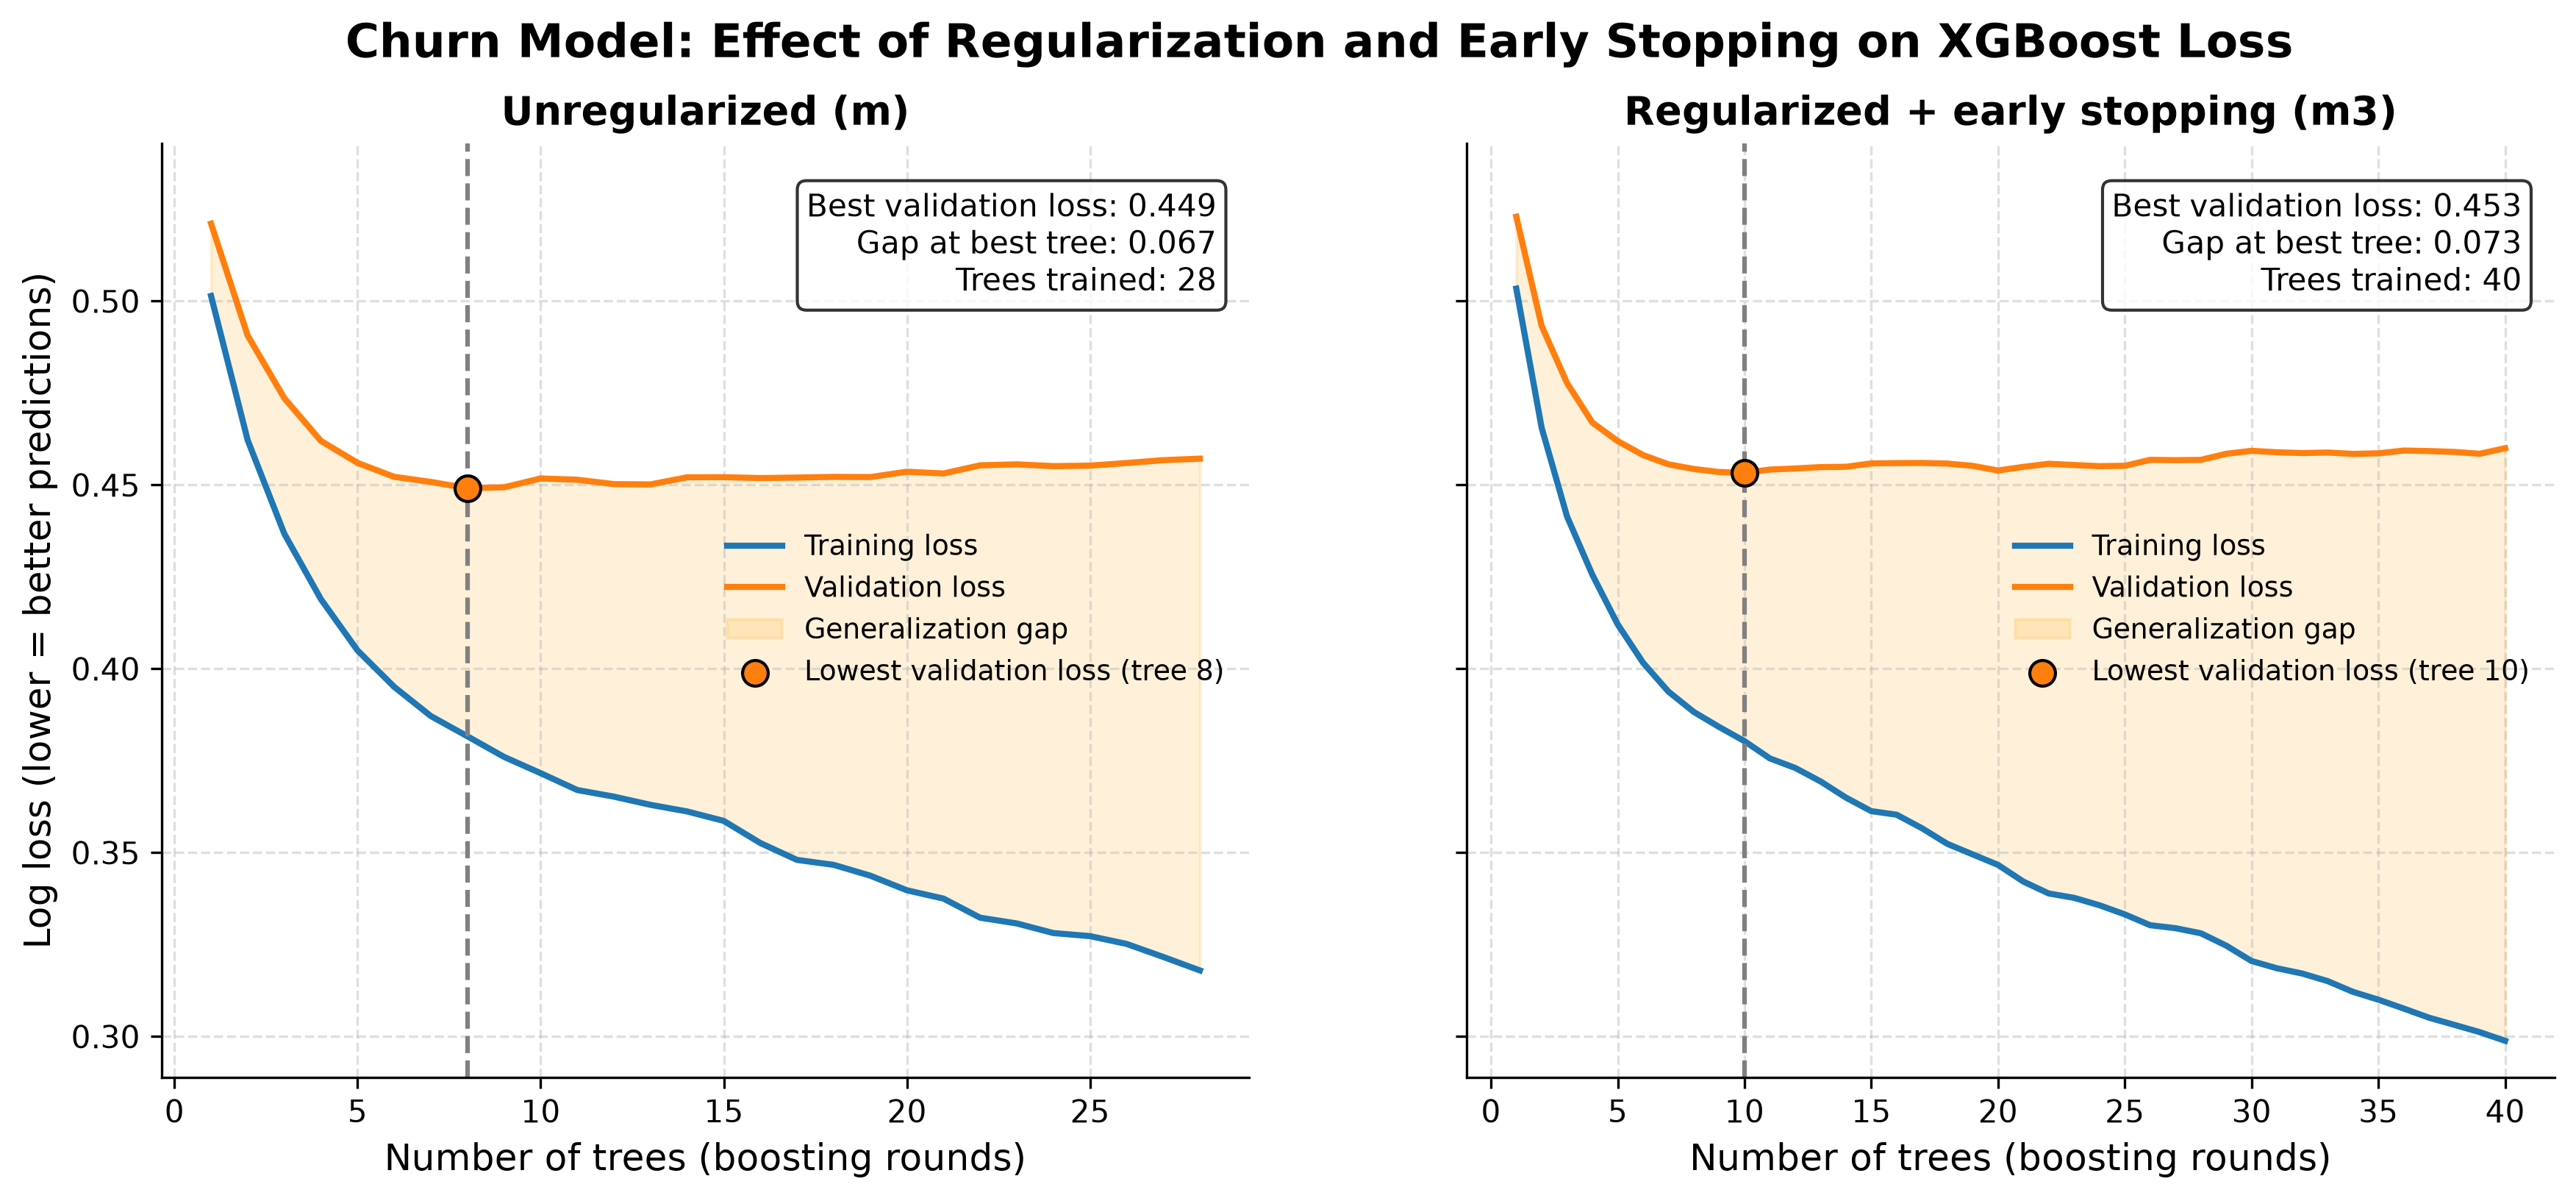 Churn Model: Effect of Regularization and Early Stopping on XGBoost Loss
Unregularized (m)
Best validation loss: 0.449
Gap at best tree: 0.067
Trees trained: 28
Training loss
Validation loss
Generalization gap
Lowest validation loss (tree 8)
Log loss (lower = better predictions)
0.50
0.45
0.40
0.35
0.30
0 5 10 15 20 25
Number of trees (boosting rounds)
Regularized + early stopping (m3)
Best validation loss: 0.453
Gap at best tree: 0.073
Trees trained: 40
Training loss
Validation loss
Generalization gap
Lowest validation loss (tree 10)
0 5 10 15 20 25 30 35 40
Number of trees (boosting rounds)